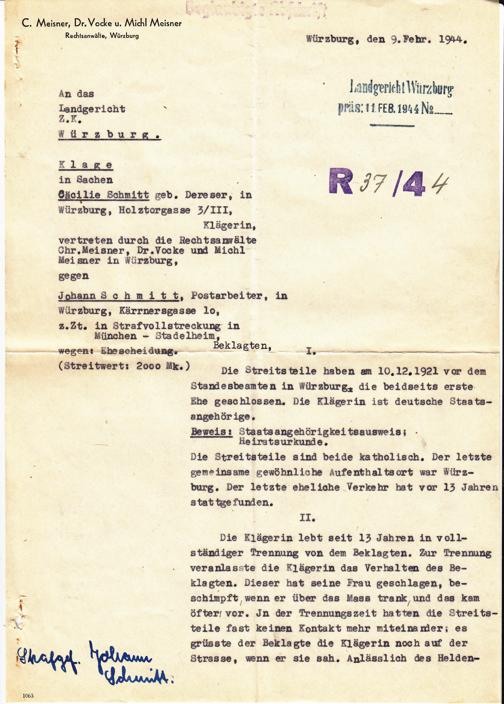 Beglaubigte Abschrift
C. Meisner, Dr. Vocke u. Michl Meisner
Rechtsanwälte, Würzburg
Würzburg, den 9.Febr. 1944.
Landgericht Würzburg
präs: 11 FEB. 1944 No
R 37/44
An das
Landgericht
Z.K.
Würzburg.
Klage
in Sachen
Cäcilie Schmitt geb. Dereser, in
Würzburg, Holztorgasse 3/III,
Klägerin,
vertreten durch die Rechtsanwälte
Chr.Meisner, Dr.Vocke und Michl
Meisner in Würzburg,
gegen
Johann Schmitt, Postarbeiter, in
Würzburg, Kärrnergasse 10,
z.Zt. in Strafvollstreckung in
München - Stadelheim,
Beklagten,
wegen: Ehescheidung.
(Streitwert: 2000 Mk.)
I.
Die Streitsteile haben am 10.12.1921 vor dem
Standesbeamten in Würzburg, die beidseits erste
Ehe geschlossen. Die Klägerin ist deutsche Staats-
angehörige.
Beweis: Staatsangehörigkeitsausweis;
Heiratsurkunde.
Die Streitsteile sind beide katholisch. Der letzte
gemeinsame gewöhnliche Aufenthaltsort war Würz-
burg. Der letzte eheliche Verkehr hat vor 13 Jahren
stattgefunden.
II.
Die Klägerin lebt seit 13 Jahren in voll-
ständiger Trennung von dem Beklagten. Zur Trennung
veranlasste die Klägerin das Verhalten des Be-
klagten. Dieser hat seine Frau geschlagen, be-
schimpft, wenn er über das Mass trank, und das kam
öfter vor. Jn der Trennungszeit hatten die Streits-
teile fast keinen Kontakt mehr miteinander; es
grüsste der Beklagte die Klägerin noch auf der
Strasse, wenn er sie sah. Anlässlich des Helden-
Strafgef. Johann
Schmitt.
1063